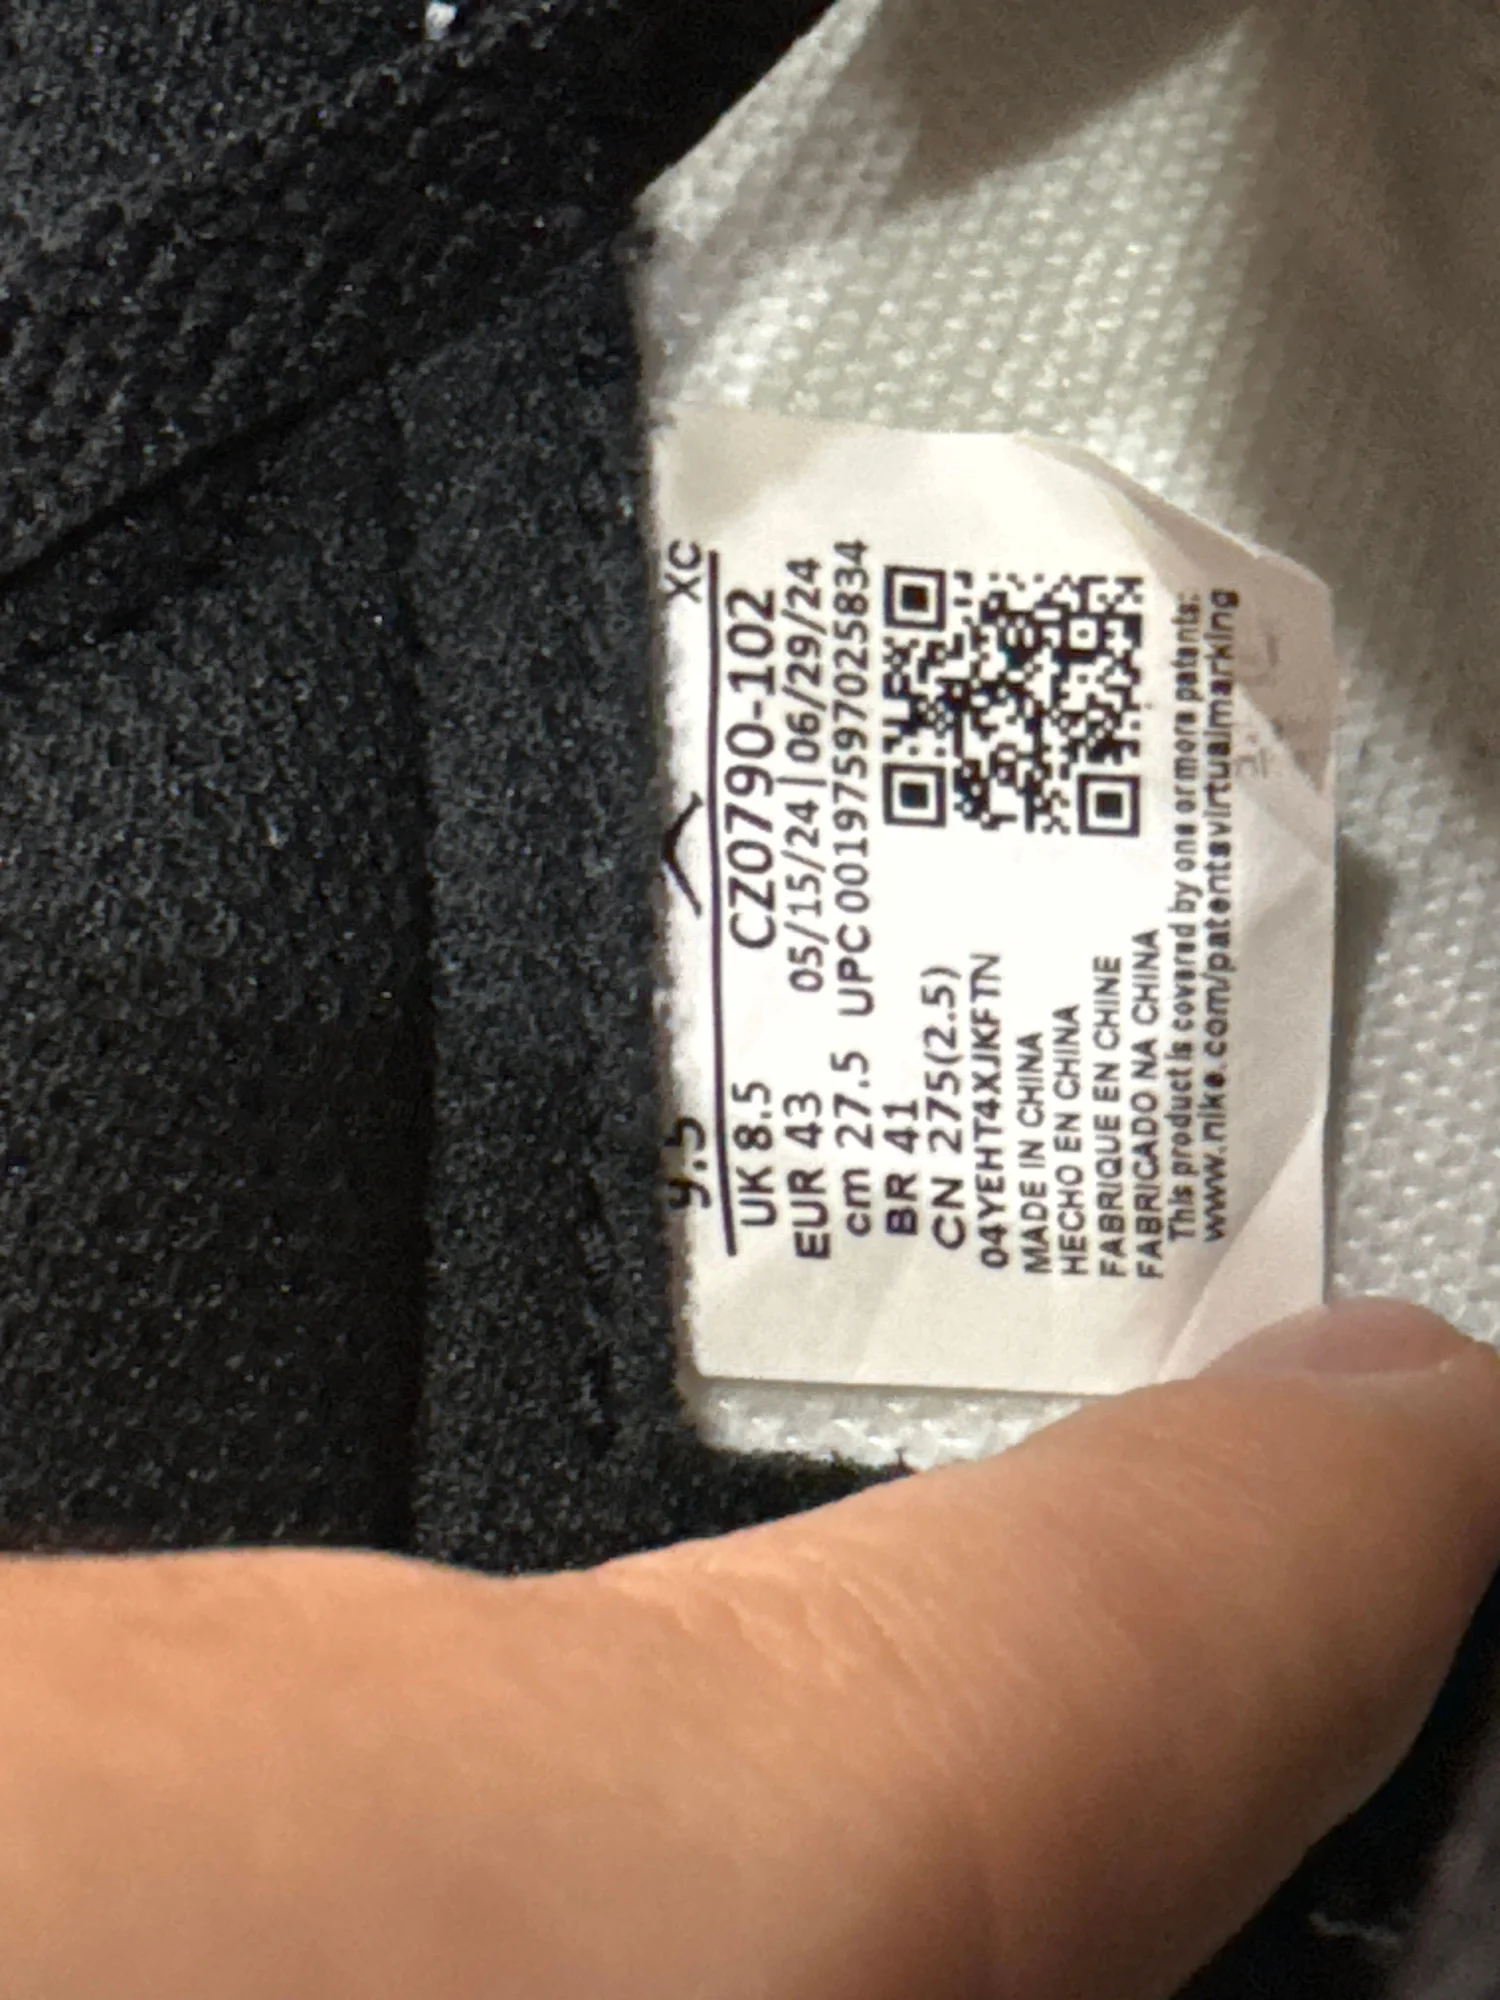 9.5 XC
UK 8.5 CZ0790-102
EUR 43 05/15/24 | 06/29/24
cm 27.5 UPC 00197597025834
BR 41
CN 275(2.5)
04YEHT4XJKFTN
MADE IN CHINA
HECHO EN CHINA
FABRIQUE EN CHINE
FABRICADO NA CHINA
This product is covered by one or more patents:
www.nike.com/patentsvirtualmarking